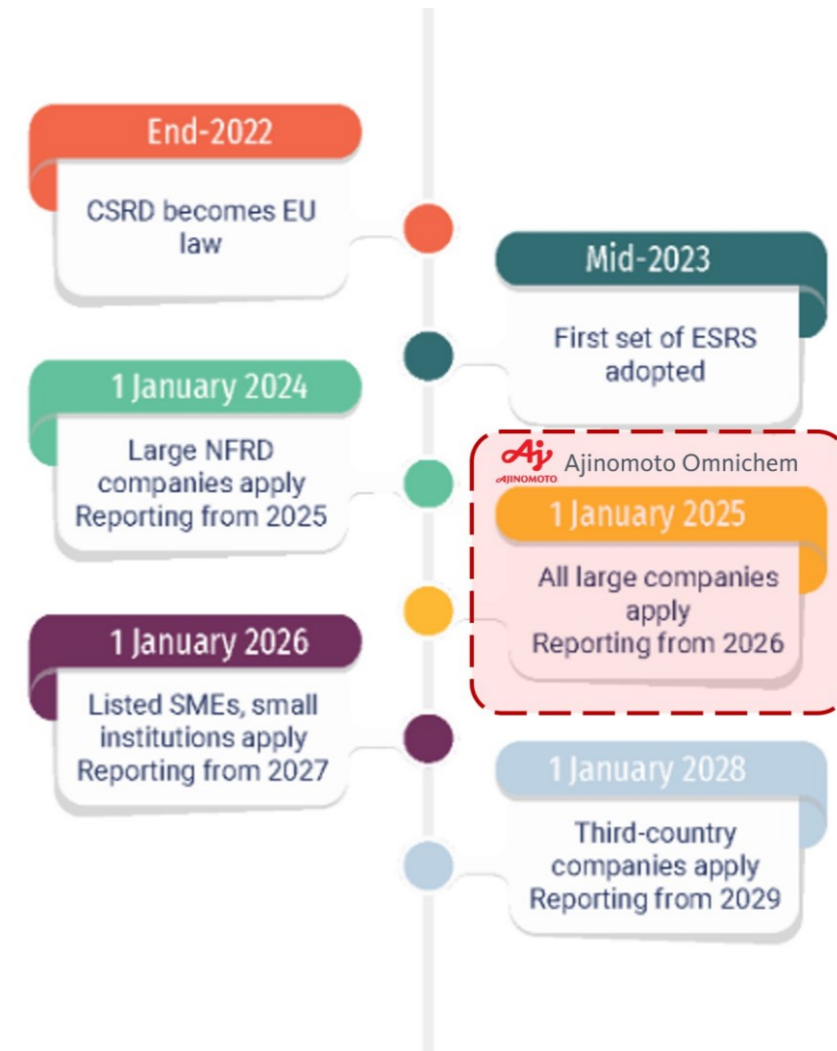 End-2022
CSRD becomes EU
law
Mid-2023
First set of ESRS
adopted
1 January 2024
Large NFRD
companies apply
Reporting from 2025
Aj
AJINOMOTO
Ajinomoto Omnichem
1 January 2025
All large companies
apply
Reporting from 2026
1 January 2026
Listed SMEs, small
institutions apply
Reporting from 2027
1 January 2028
Third-country
companies apply
Reporting from 2029